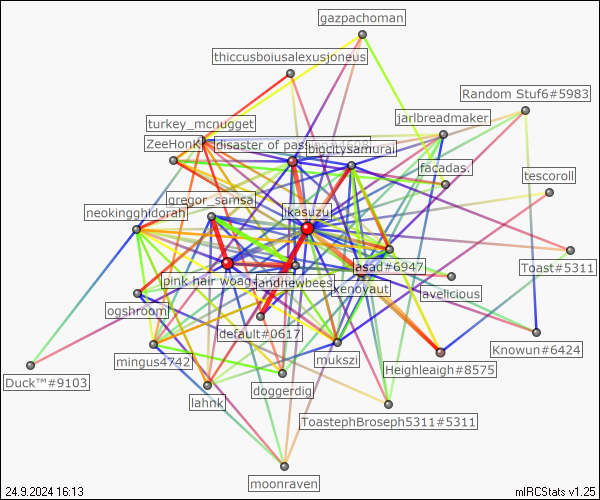 gazpachoman
thiccusboiusalexusjoneus
Random Stuf6#5983
jarlbreadmaker
turkey_mcnugget
ZeeHonK
disaster of pas
bigcitysamurai
façadas.
tescoroll
gregor_samsa
Ikasuzu
neokingghidorah
asad#6947
Toast#5311
pink hair woag
landnewbees
xenovaut
lavelicious
ogshroom
default#0617
mukszi
Knowun#6424
mingus4742
Heighleaigh#8575
Duck™#9103
doggerdig
lahnk
ToastephBroseph5311#5311
moonraven
24.9.2024 16:13
mIRCStats v1.25